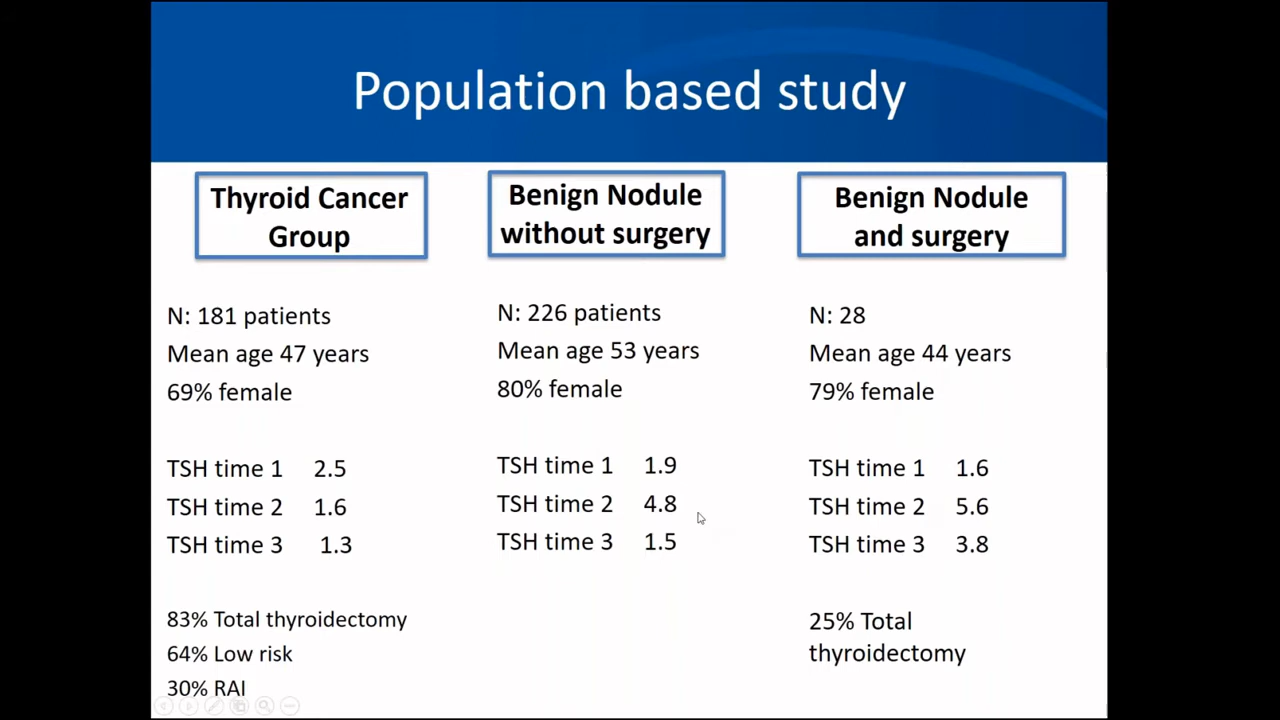 Population based study
Thyroid Cancer
Group
N: 181 patients
Mean age 47 years
69% female
TSH time 1 2.5
TSH time 2 1.6
TSH time 3 1.3
83% Total thyroidectomy
64% Low risk
30% RAI
Benign Nodule
without surgery
N: 226 patients
Mean age 53 years
80% female
TSH time 1 1.9
TSH time 2 4.8
TSH time 3 1.5
Benign Nodule
and surgery
N: 28
Mean age 44 years
79% female
TSH time 1 1.6
TSH time 2 5.6
TSH time 3 3.8
25% Total
thyroidectomy